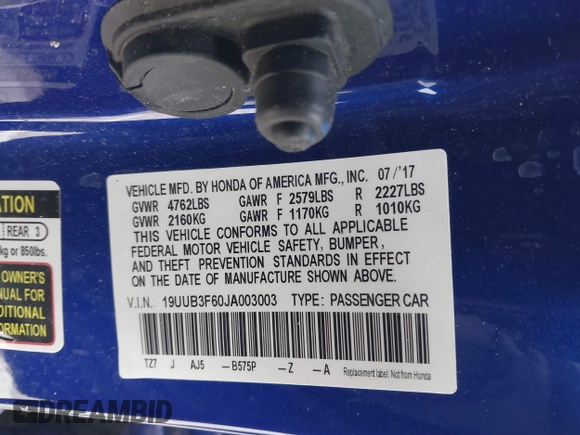 VEHICLE MFD. BY HONDA OF AMERICA MFG., INC. 07/'17
GVWR 4762LBS GAWR F 2579LBS R 2227LBS
GVWR 2160KG GAWR F 1170KG R 1010KG
THIS VEHICLE CONFORMS TO ALL APPLICABLE
FEDERAL MOTOR VEHICLE SAFETY, BUMPER,
AND THEFT PREVENTION STANDARDS IN EFFECT
ON THE DATE OF MANUFACTURE SHOWN ABOVE.
V.I.N.: 19UUB3F60JA003003 TYPE: PASSENGER CAR
TZ7 J AJ5 -B575P -Z -A Replacement label: Not from Honda
ATION
REAR 3
kg or 850lbs.
OWNER'S
NUAL FOR
DITIONAL
RMATION
DREAMBID